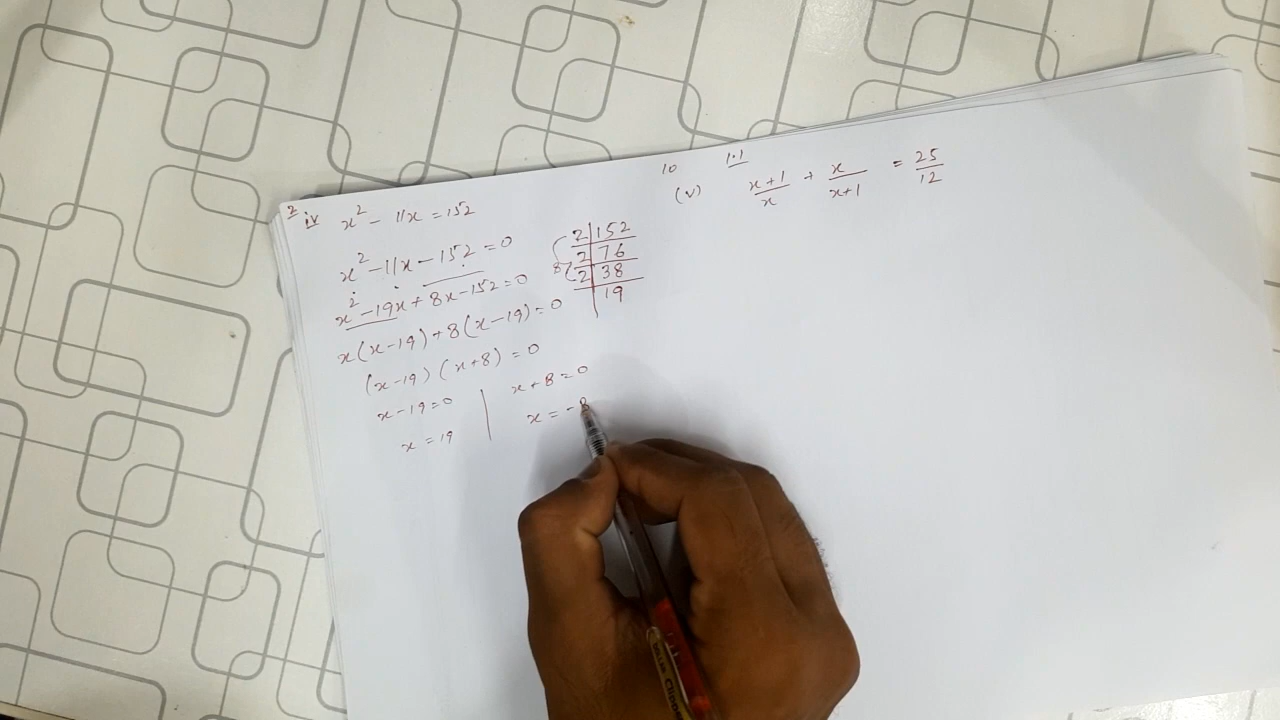 2 iv x² - 11x = 152
x² - 11x - 152 = 0
x² - 19x + 8x - 152 = 0
x(x-19) + 8(x-19) = 0
(x-19) (x+8) = 0
x - 19 = 0 | x + 8 = 0
x = 19 | x = -8
2 | 152
2 | 76
2 | 38
19
8
10 1.1
(v) x+1/x + x/x+1 = 25/12